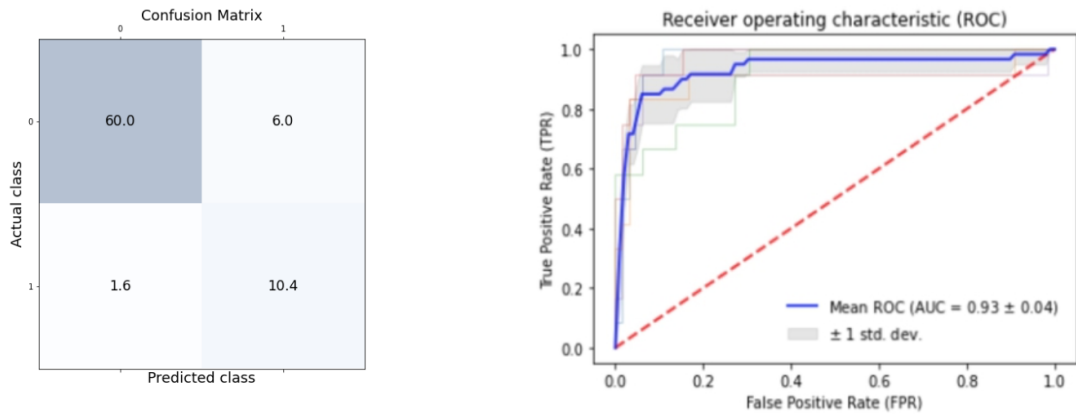 Confusion Matrix
0 1
0
60.0 6.0
1
1.6 10.4
Actual class
Predicted class
Receiver operating characteristic (ROC)
1.0
0.8
0.6
0.4
0.2
0.0
True Positive Rate (TPR)
Mean ROC (AUC = 0.93 ± 0.04)
± 1 std. dev.
0.0 0.2 0.4 0.6 0.8 1.0
False Positive Rate (FPR)